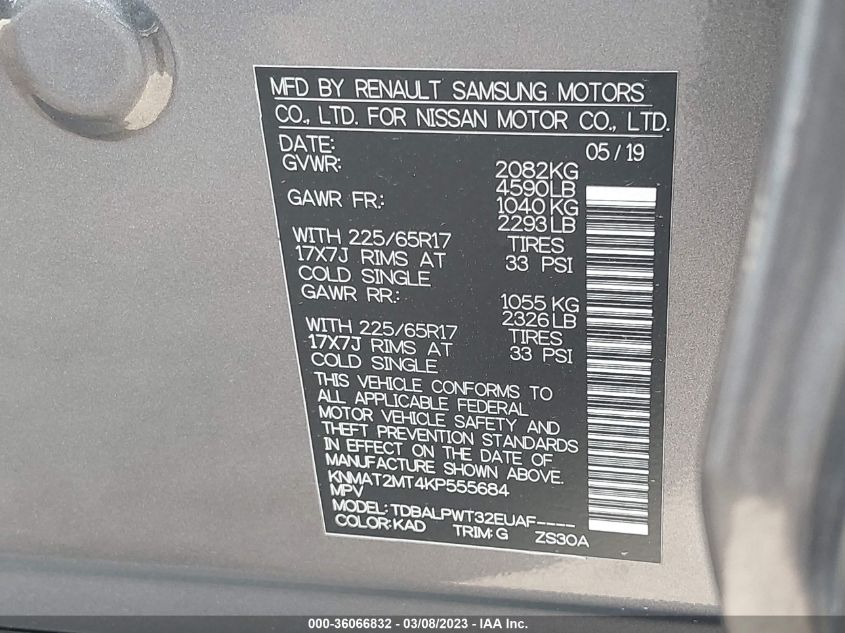 MFD BY RENAULT SAMSUNG MOTORS
CO., LTD. FOR NISSAN MOTOR CO., LTD.
DATE: 05/19
GVWR: 2082KG
4590LB
GAWR FR: 1040KG
2293LB
WITH 225/65R17 TIRES
17X7J RIMS AT 33 PSI
COLD SINGLE
GAWR RR: 1055KG
2326LB
WITH 225/65R17 TIRES
17X7J RIMS AT 33 PSI
COLD SINGLE
THIS VEHICLE CONFORMS TO
ALL APPLICABLE FEDERAL
MOTOR VEHICLE SAFETY AND
THEFT PREVENTION STANDARDS
IN EFFECT ON THE DATE OF
MANUFACTURE SHOWN ABOVE.
KNMAT2MT4KP555684
MPV
MODEL: TDBALPWT32EUAF----
COLOR: KAD TRIM: G ZS30A
000-36066832 - 03/08/2023 - IAA Inc.